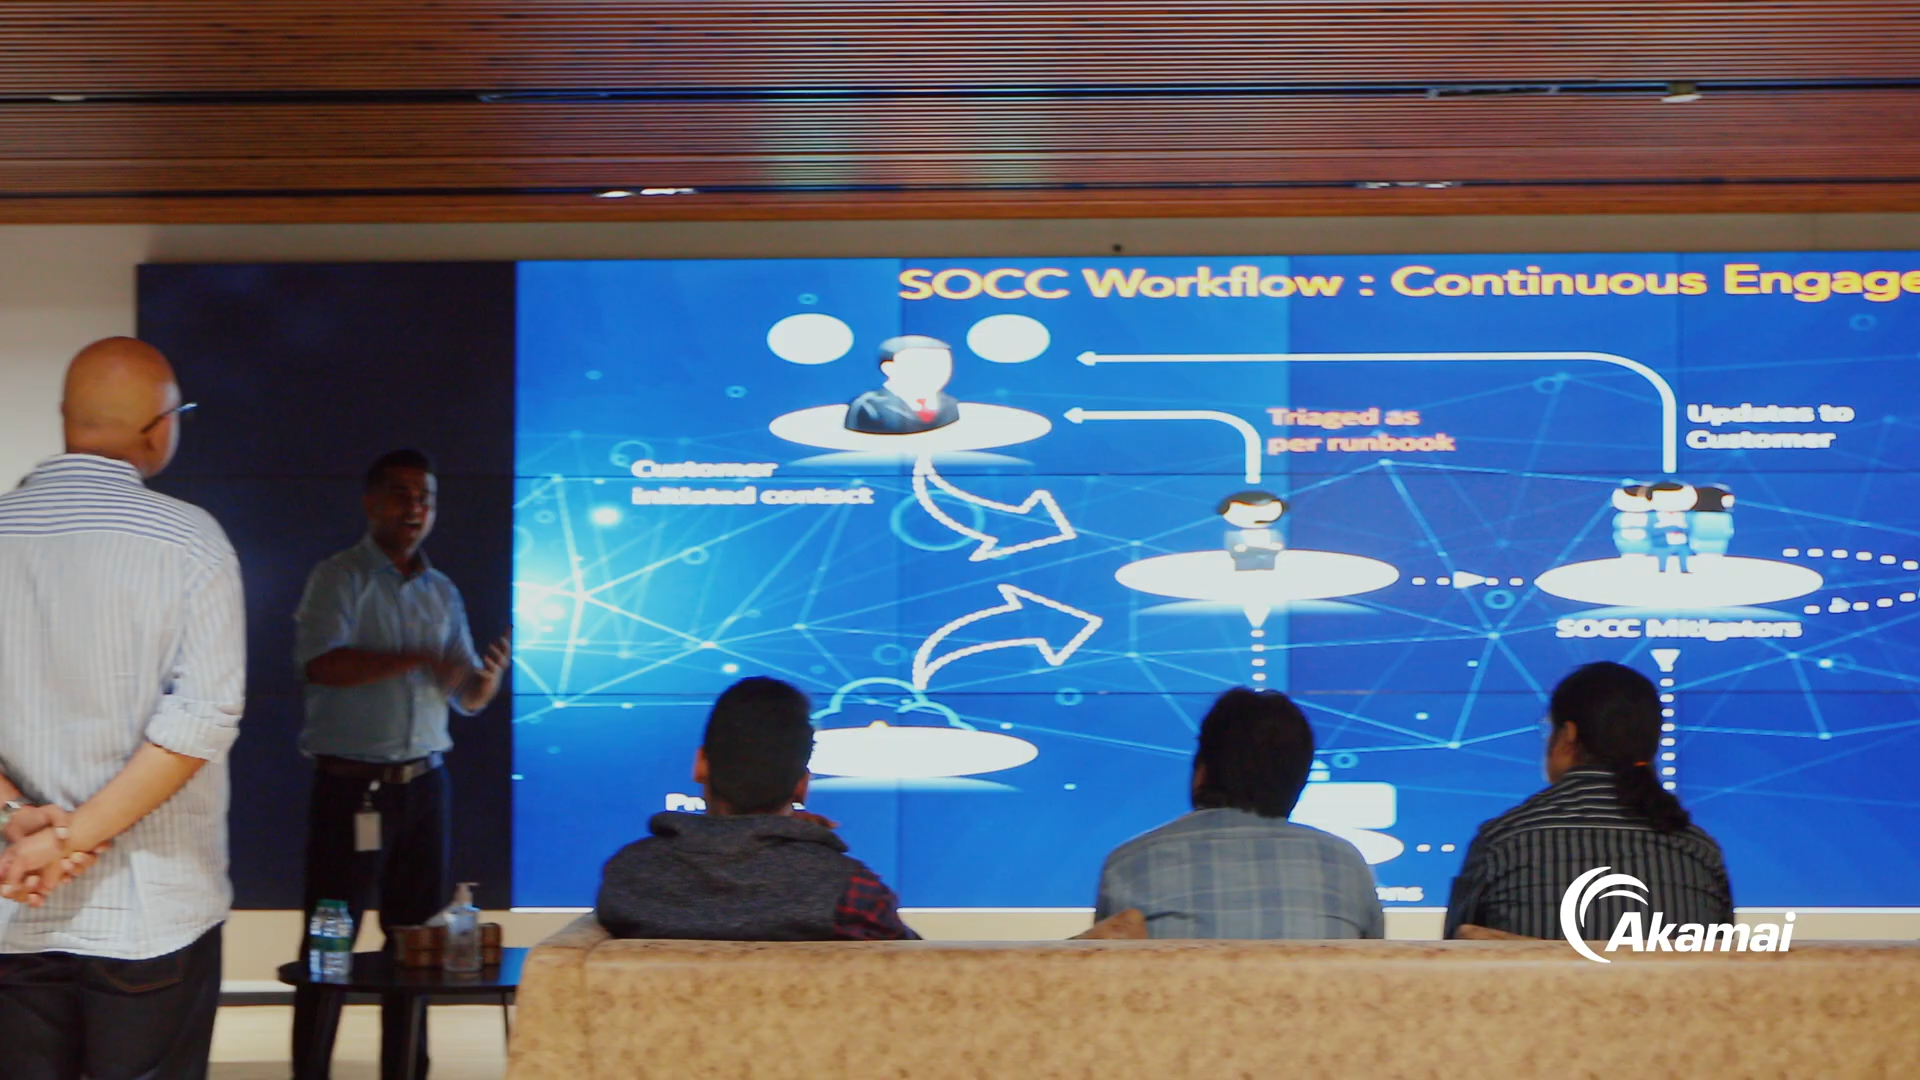 SOCC Workflow : Continuous Engage
Triaged as
per runbook
Updates to
Customer
Customer
initiated contact
SOCC Mitigators
Akamai